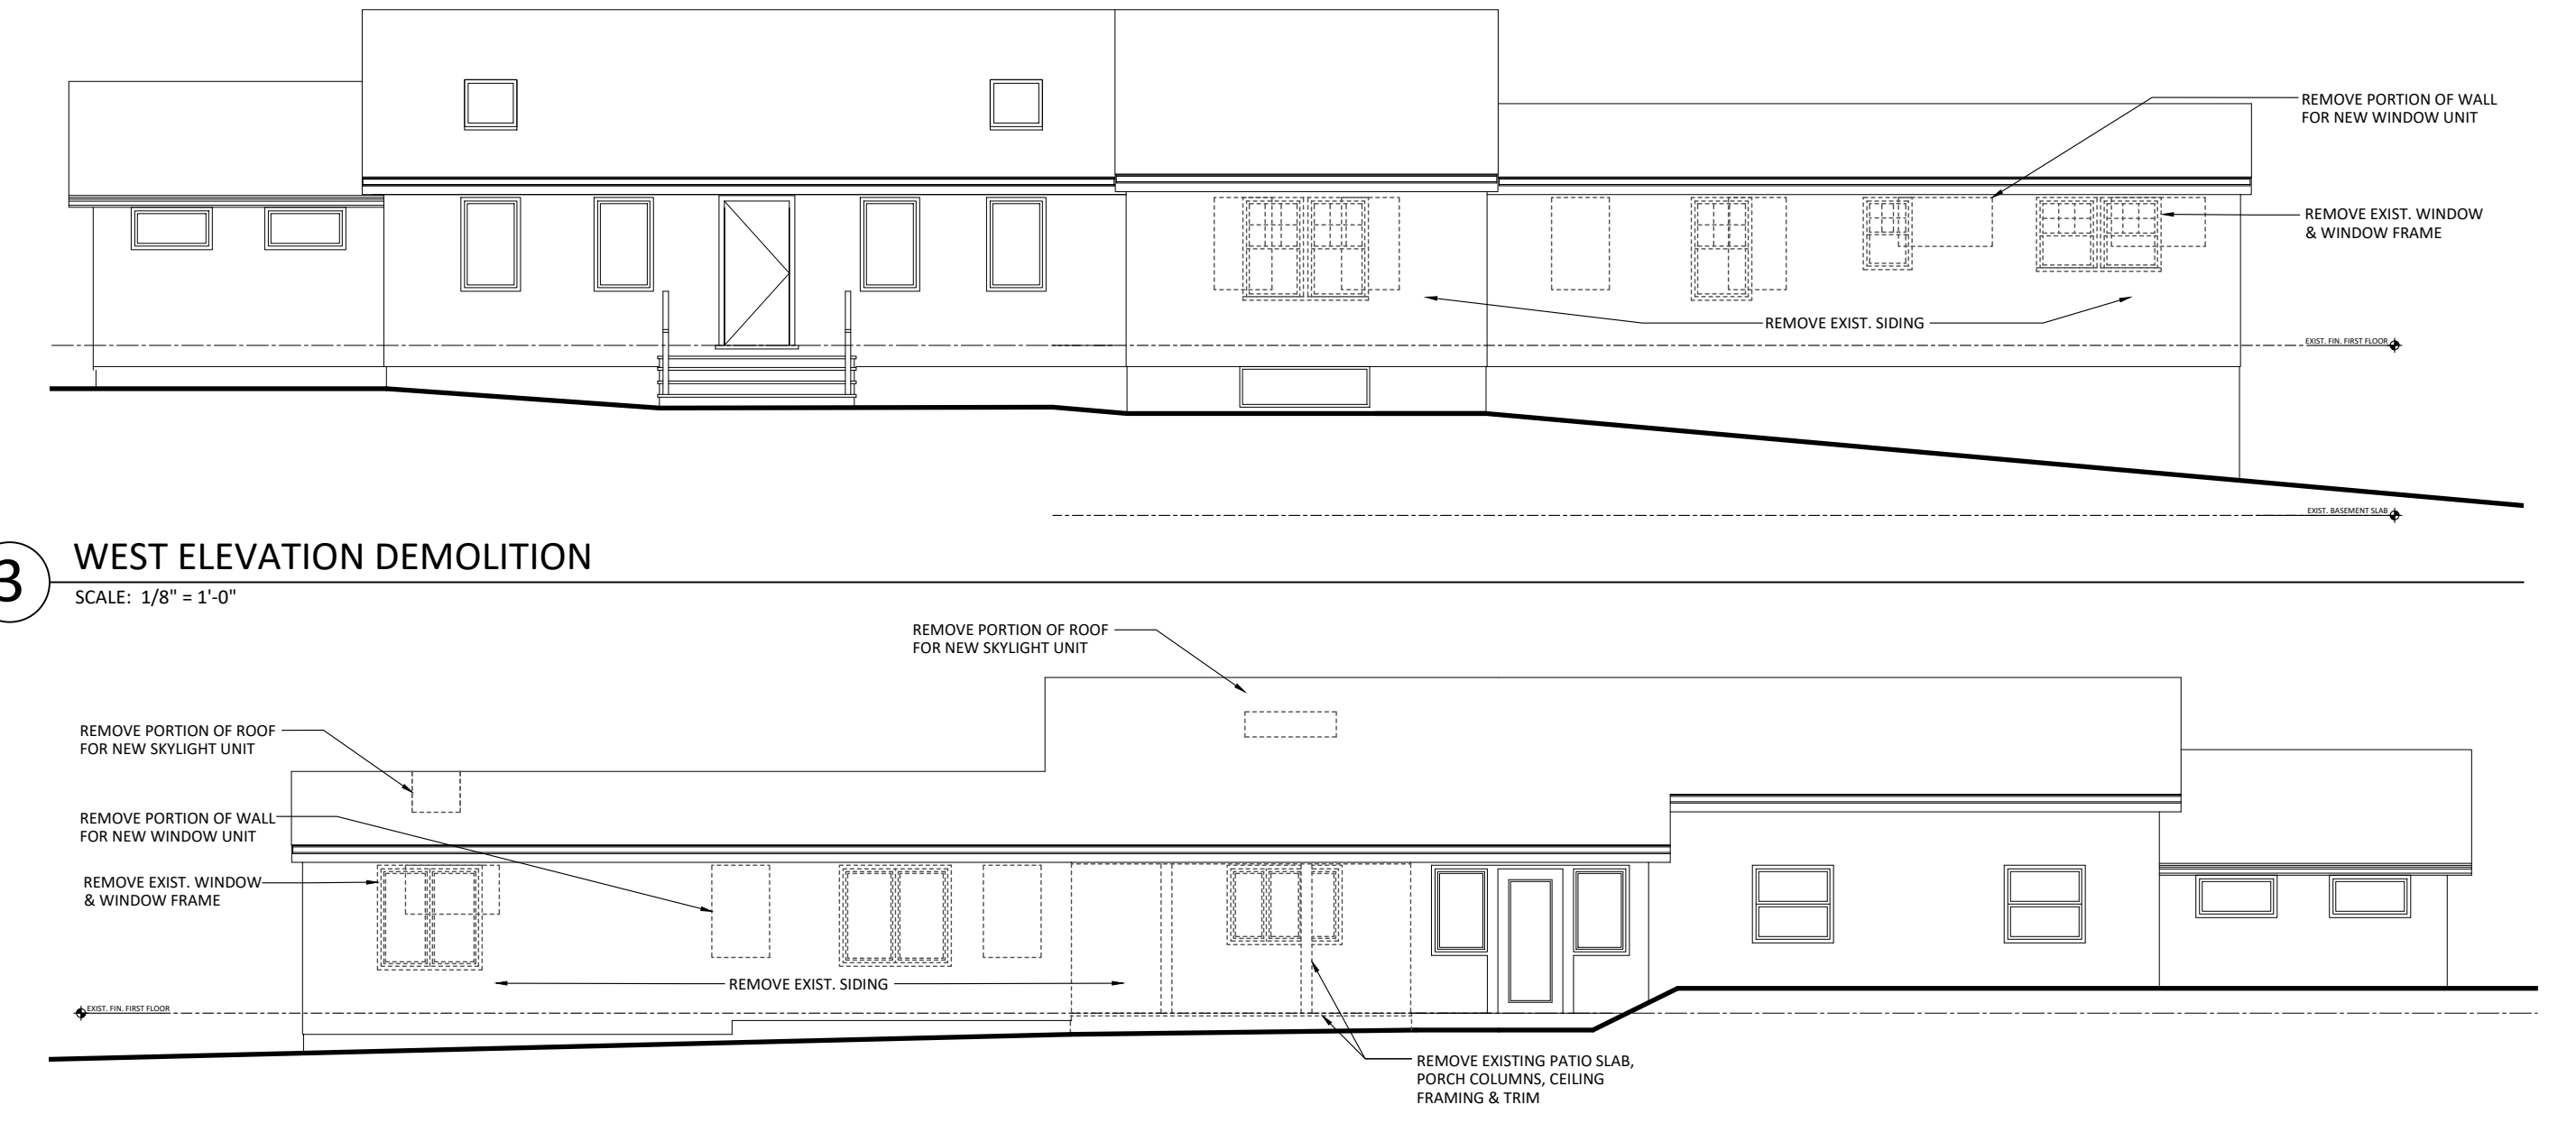 REMOVE PORTION OF WALL
FOR NEW WINDOW UNIT
REMOVE EXIST. WINDOW
& WINDOW FRAME
REMOVE EXIST. SIDING
EXIST. FIN. FIRST FLOOR
EXIST. BASEMENT SLAB
3
WEST ELEVATION DEMOLITION
SCALE: 1/8" = 1'-0"
REMOVE PORTION OF ROOF
FOR NEW SKYLIGHT UNIT
REMOVE PORTION OF ROOF
FOR NEW SKYLIGHT UNIT
REMOVE PORTION OF WALL
FOR NEW WINDOW UNIT
REMOVE EXIST. WINDOW
& WINDOW FRAME
REMOVE EXIST. SIDING
EXIST. FIN. FIRST FLOOR
REMOVE EXISTING PATIO SLAB,
PORCH COLUMNS, CEILING
FRAMING & TRIM